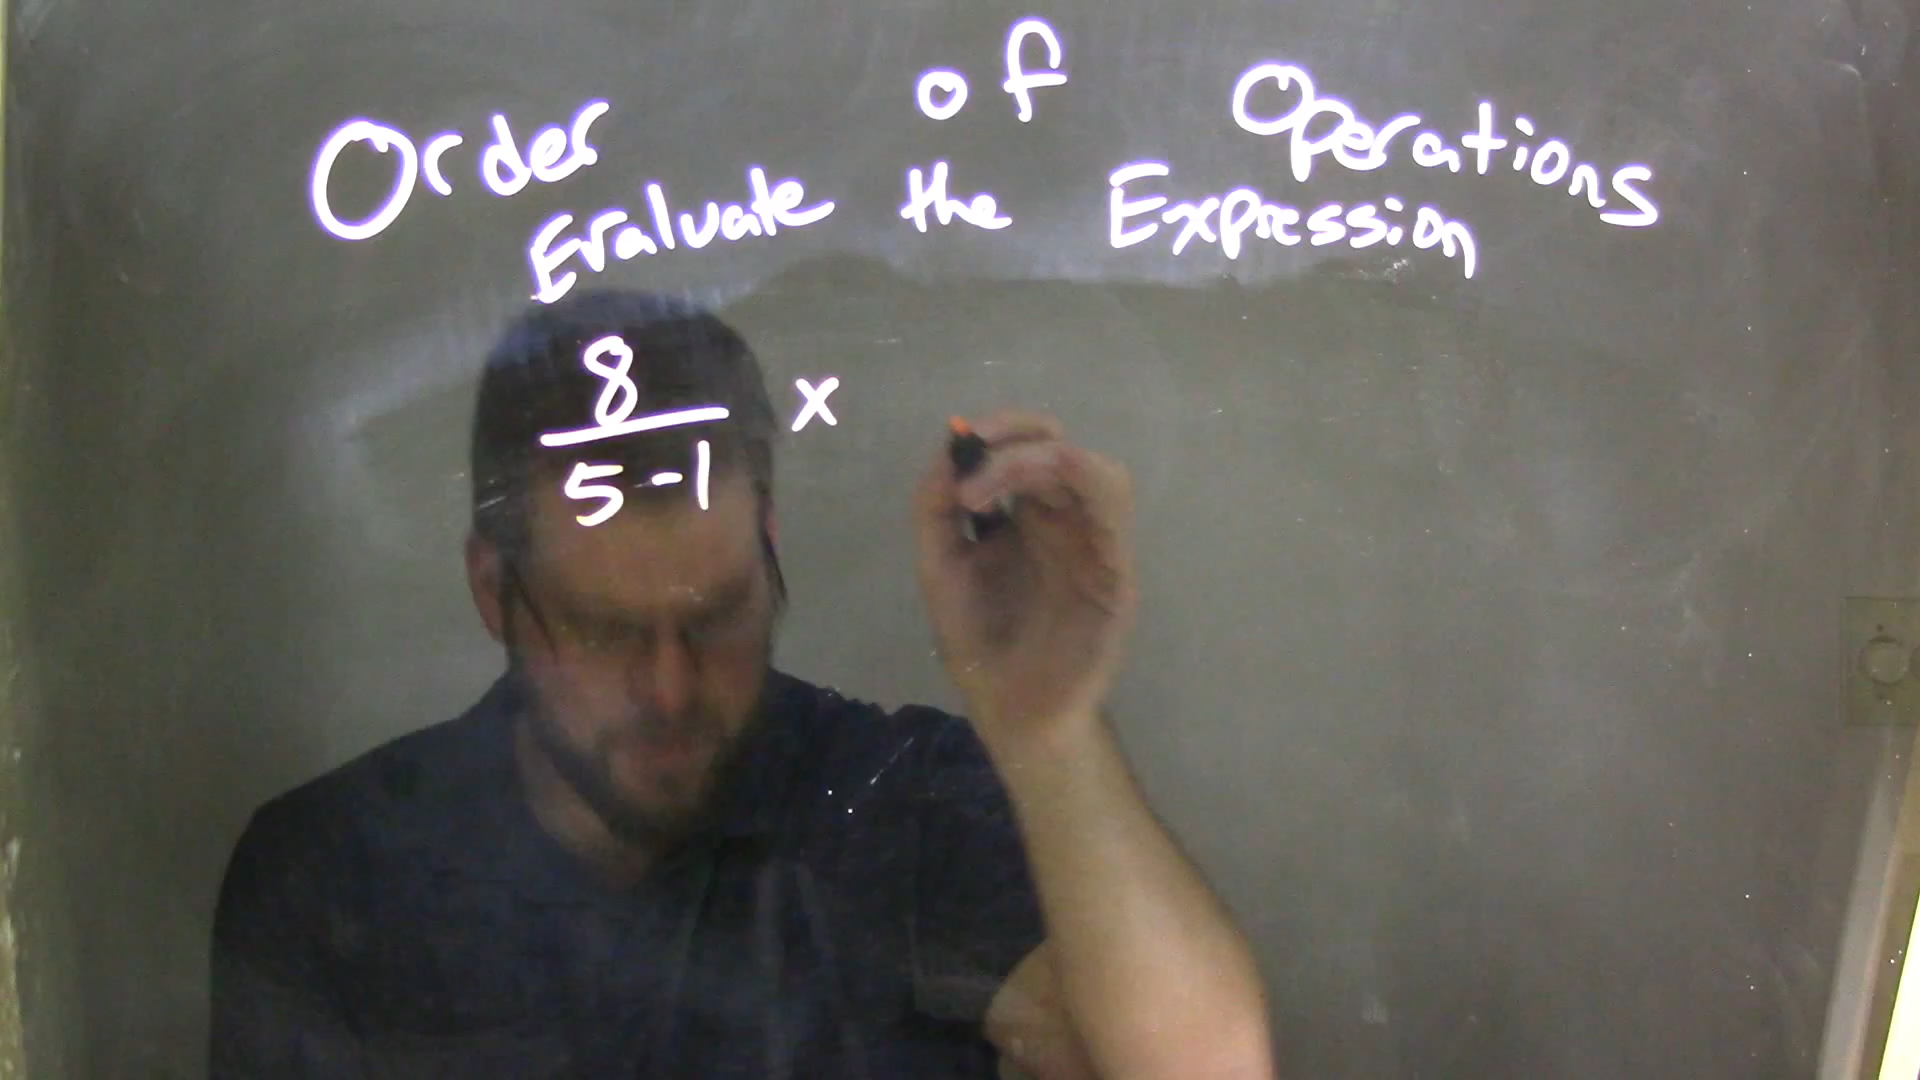 Order of Operations
Evaluate the Expression
8
5-1
x